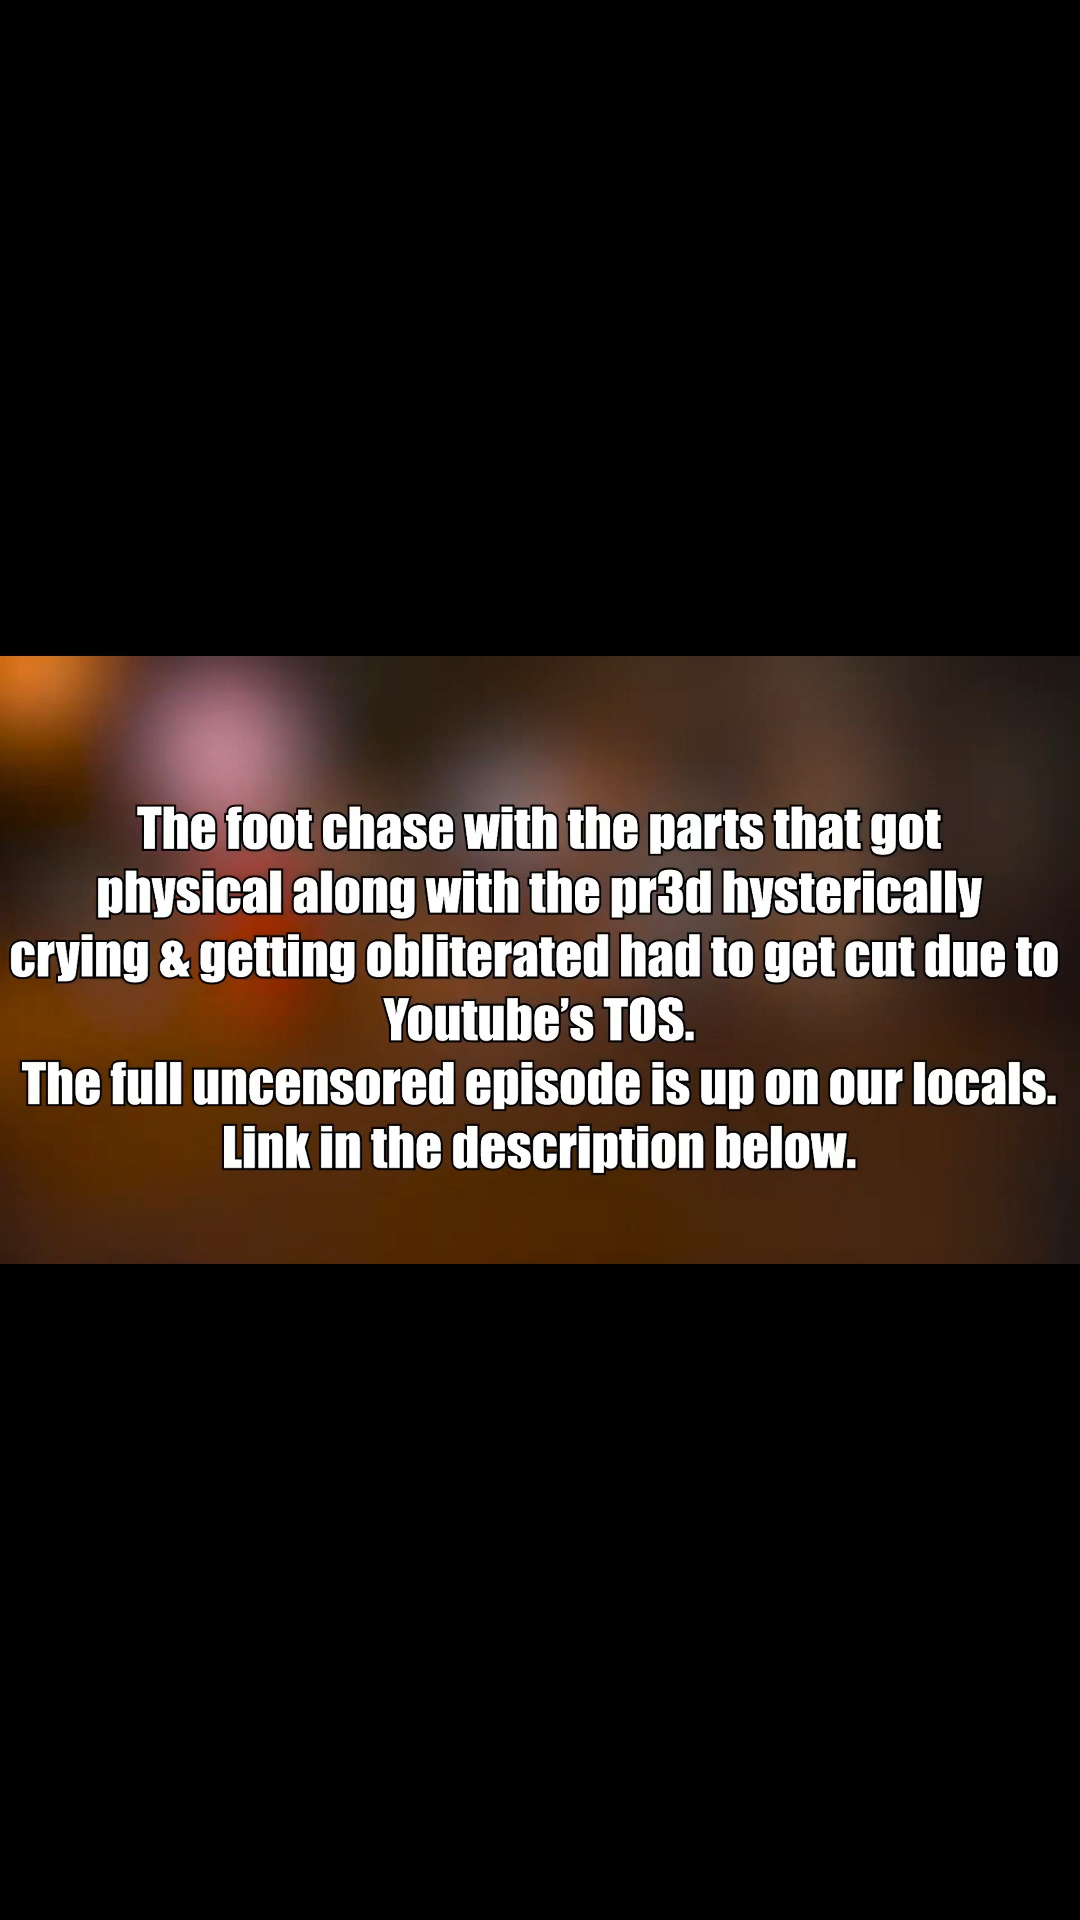 The foot chase with the parts that got
physical along with the pr3d hysterically
crying & getting obliterated had to get cut due to
Youtube’s TOS.
The full uncensored episode is up on our locals.
Link in the description below.